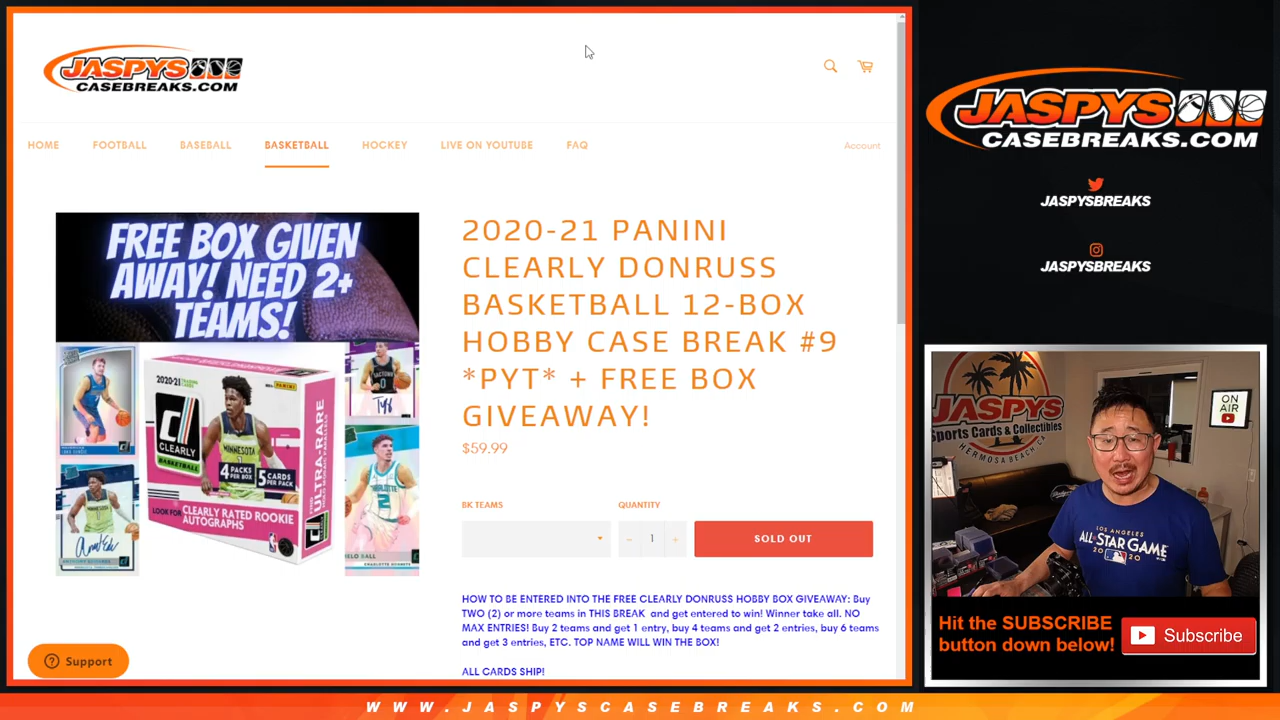 JASPYS
CASEBREAKS.COM
HOME
FOOTBALL
BASEBALL
BASKETBALL
HOCKEY
LIVE ON YOUTUBE
FAQ
Account
FREE BOX GIVEN
AWAY! NEED 2+
TEAMS!
2020-21
PANINI
CLEARLY
BASKETBALL
MINNESOTA
4 PACKS
PER BOX
5 CARDS
PER PACK
ULTRA-RARE
LOOK FOR CLEARLY RATED ROOKIE
AUTOGRAPHS
2020-21 PANINI
CLEARLY DONRUSS
BASKETBALL 12-BOX
HOBBY CASE BREAK #9
*PYT* + FREE BOX
GIVEAWAY!
$59.99
BK TEAMS
QUANTITY
1
SOLD OUT
HOW TO BE ENTERED INTO THE FREE CLEARLY DONRUSS HOBBY BOX GIVEAWAY: Buy
TWO (2) or more teams in THIS BREAK and get entered to win! Winner take all. NO
MAX ENTRIES! Buy 2 teams and get 1 entry, buy 4 teams and get 2 entries, buy 6 teams
and get 3 entries, ETC. TOP NAME WILL WIN THE BOX!
ALL CARDS SHIP!
Support
JASPYS
CASEBREAKS.COM
JASPYSBREAKS
JASPYSBREAKS
JASPYS
Sports Cards & Collectibles
HERMOSA BEACH, CA
ON
AIR
LOS ANGELES
ALL-STAR GAME
2020
Hit the SUBSCRIBE
button down below!
Subscribe
WWW.JASPYSCASEBREAKS.COM